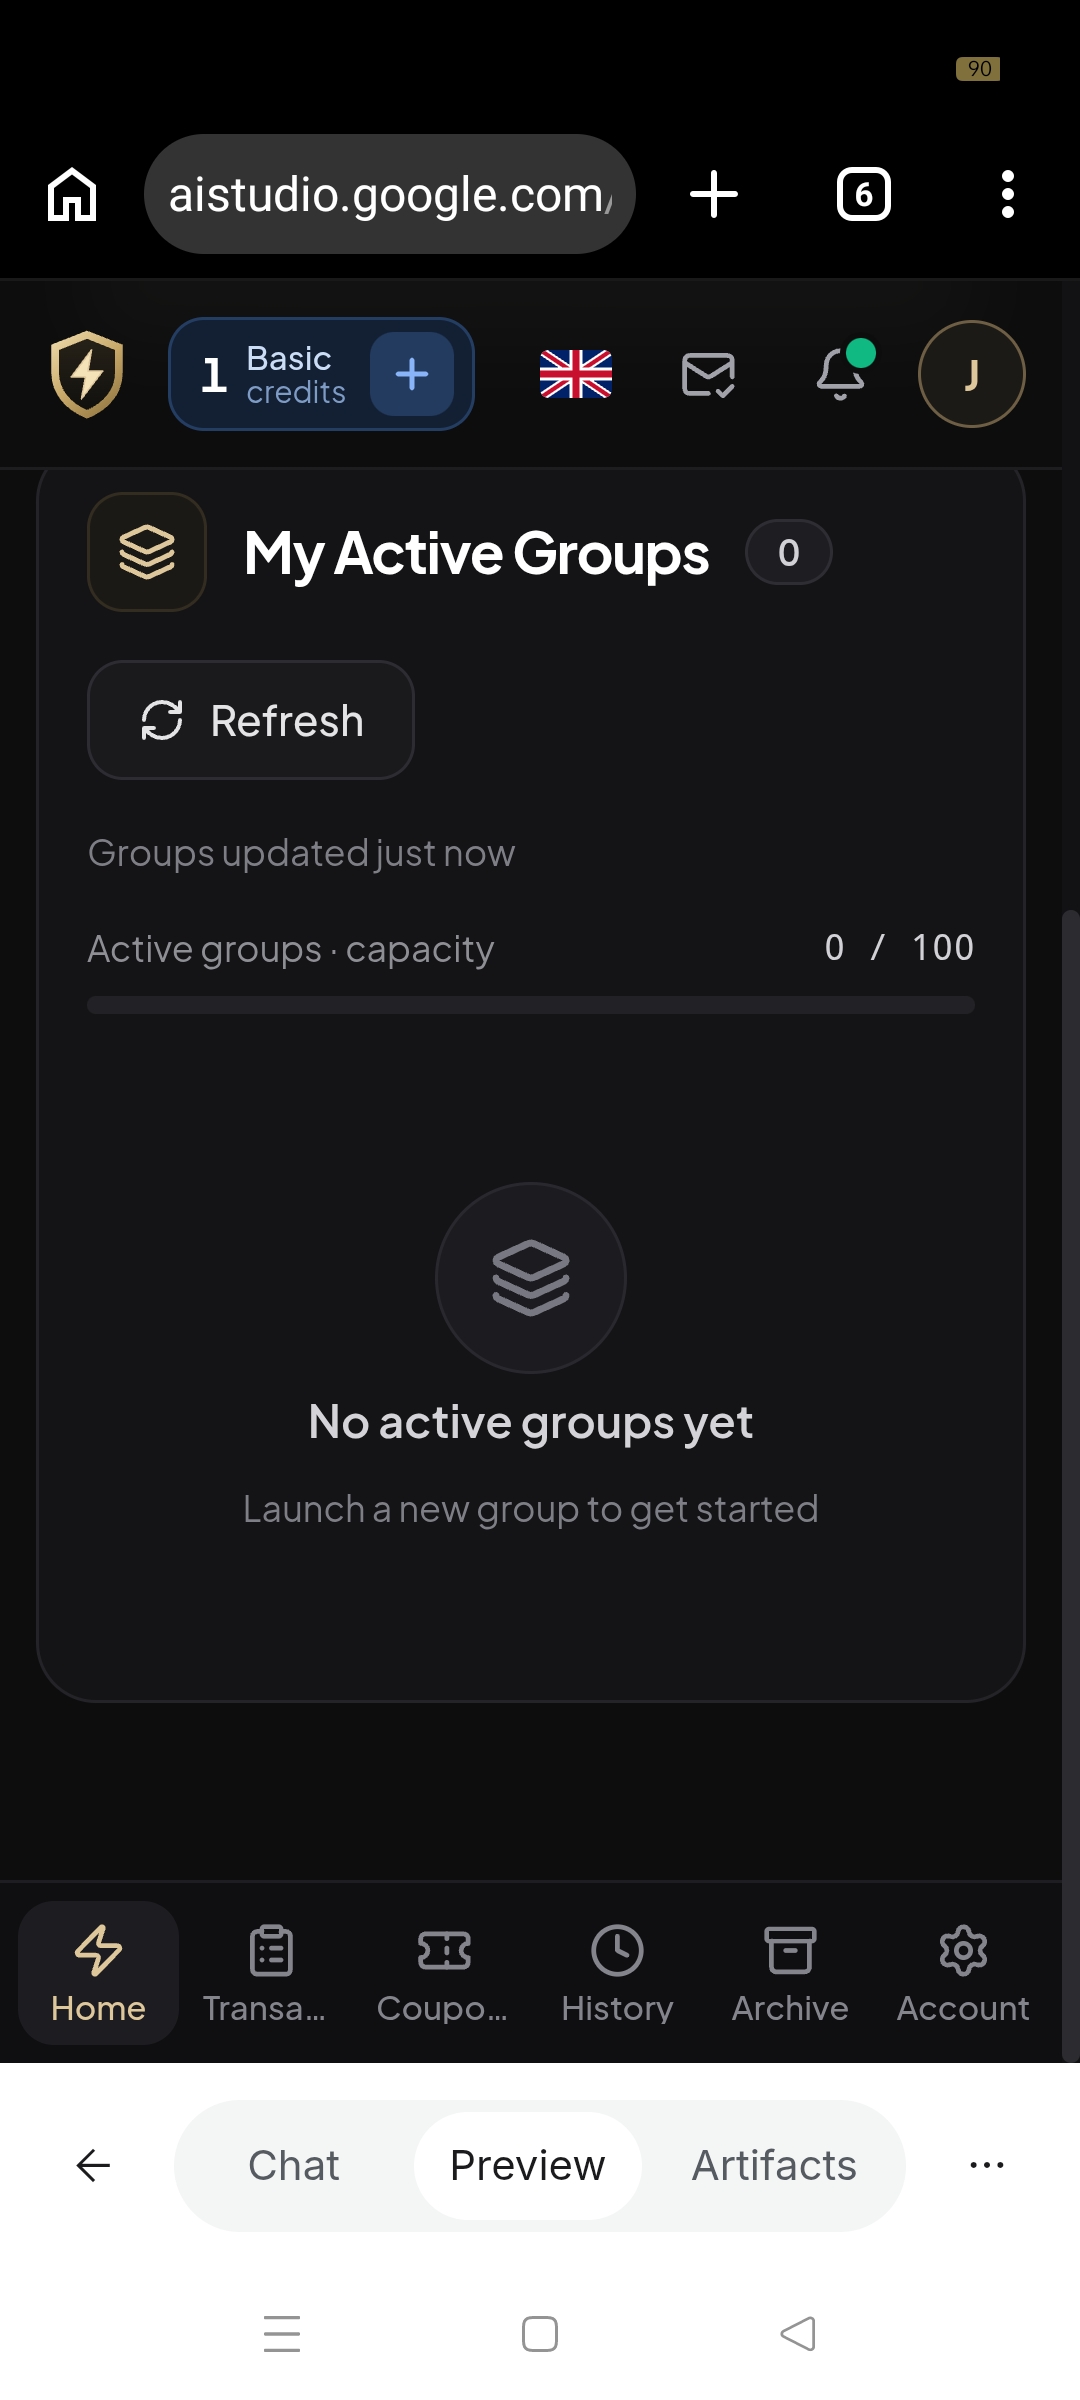 90
aistudio.google.com/
6
1 Basic credits
J
My Active Groups 0
Refresh
Groups updated just now
Active groups · capacity 0 / 100
No active groups yet
Launch a new group to get started
Home Transa... Coupo... History Archive Account
Chat Preview Artifacts